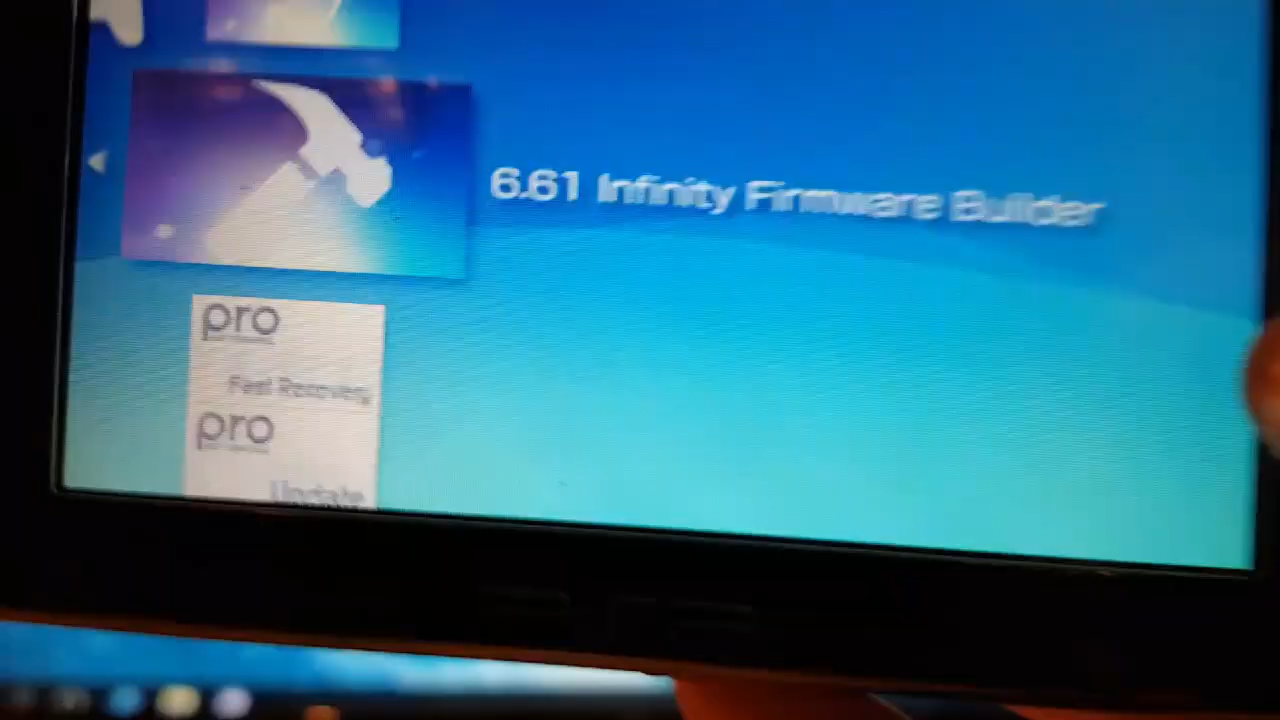 6.61 Infinity Firmware Builder
pro
Fast Recovery
pro
Update